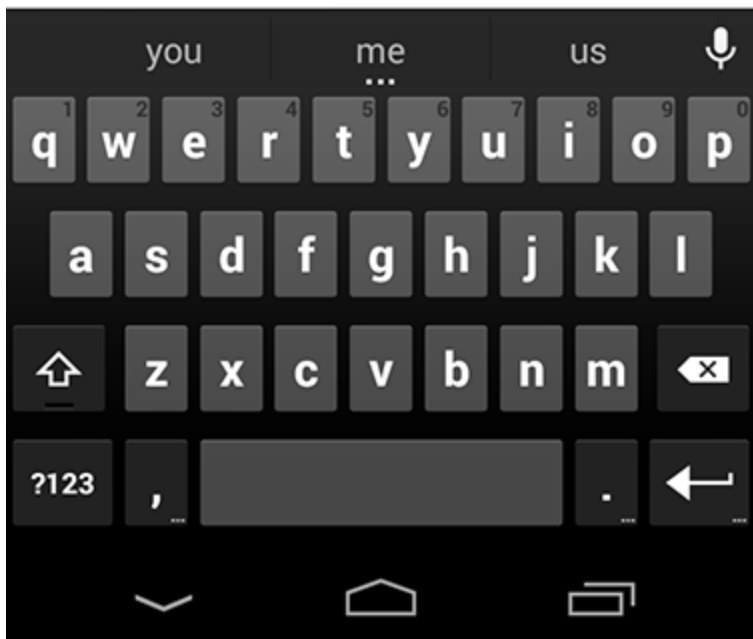 you me us
1 2 3 4 5 6 7 8 9 0
q w e r t y u i o p
a s d f g h j k l
z x c v b n m
?123 , .